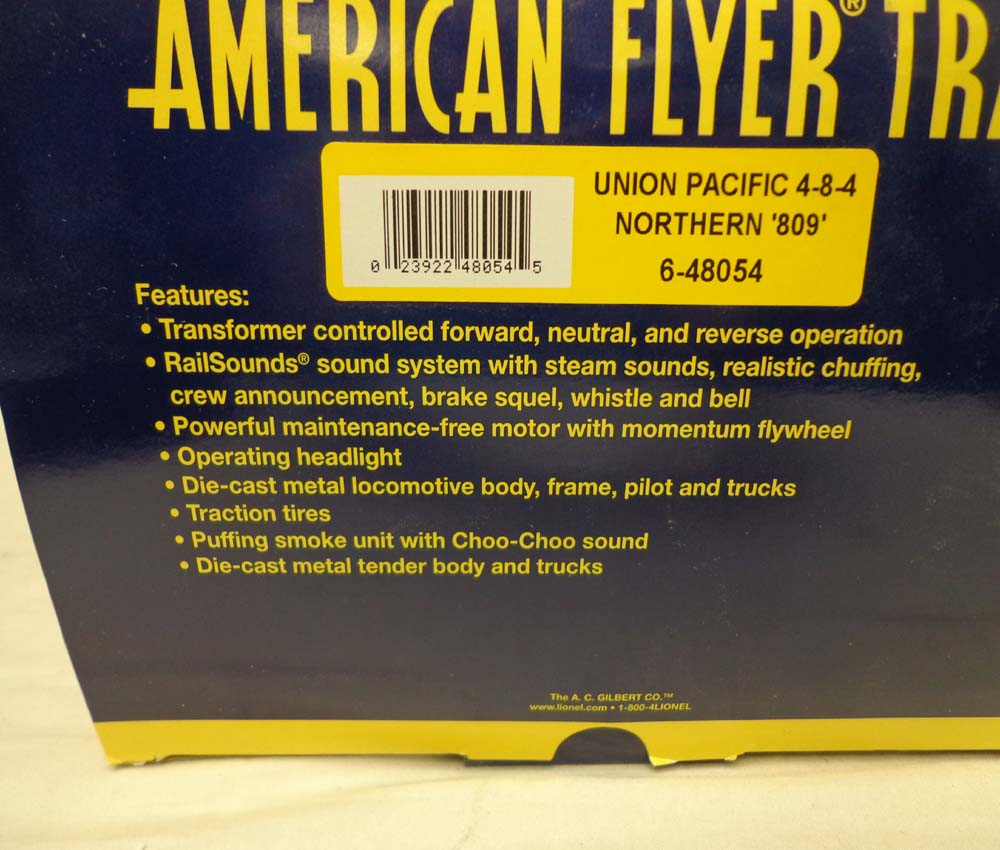 AMERICAN FLYER® TRA
UNION PACIFIC 4-8-4
NORTHERN '809'
6-48054
0 23922 48054 5
Features:
• Transformer controlled forward, neutral, and reverse operation
• RailSounds® sound system with steam sounds, realistic chuffing,
crew announcement, brake squel, whistle and bell
• Powerful maintenance-free motor with momentum flywheel
• Operating headlight
• Die-cast metal locomotive body, frame, pilot and trucks
• Traction tires
• Puffing smoke unit with Choo-Choo sound
• Die-cast metal tender body and trucks
The A. C. GILBERT CO.™
www.lionel.com • 1-800-4LIONEL